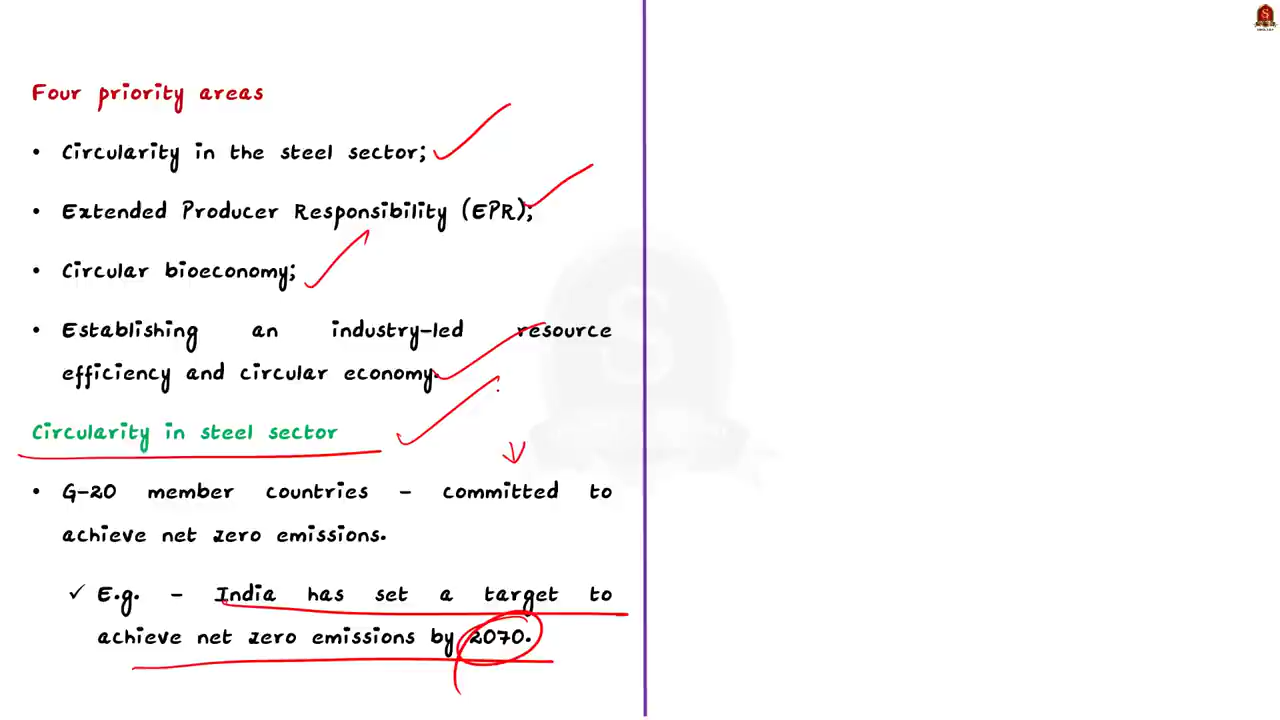 Four priority areas
• Circularity in the steel sector;
• Extended Producer Responsibility (EPR);
• Circular bioeconomy;
• Establishing an industry-led resource
efficiency and circular economy.
Circularity in steel sector
• G-20 member countries - committed to
achieve net zero emissions.
✓ E.g. - India has set a target to
achieve net zero emissions by 2070.